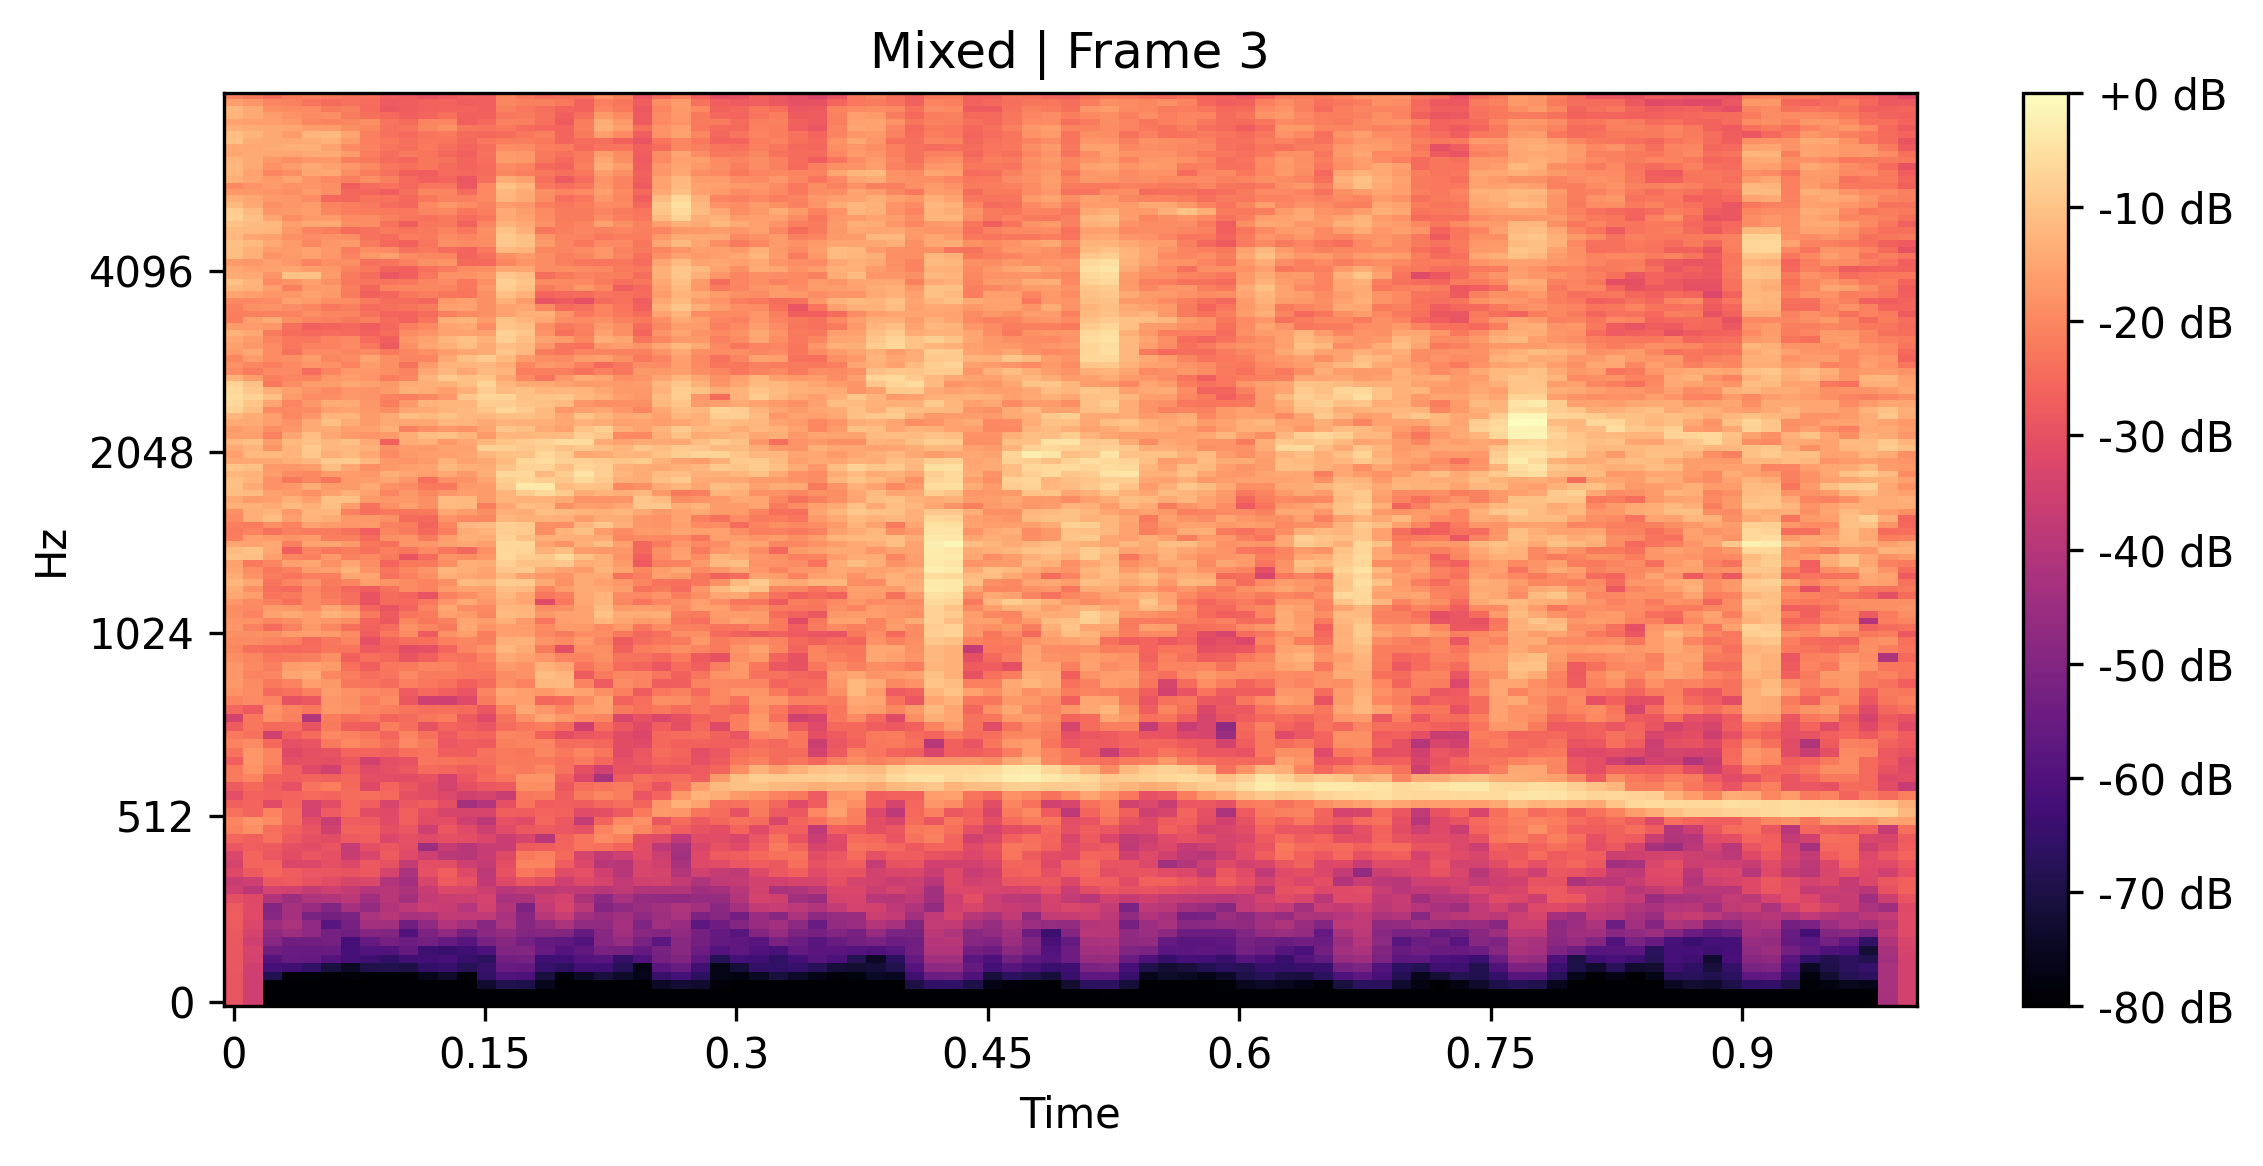 Mixed | Frame 3
+0 dB
-10 dB
-20 dB
-30 dB
-40 dB
-50 dB
-60 dB
-70 dB
-80 dB
Hz
4096
2048
1024
512
0
0 0.15 0.3 0.45 0.6 0.75 0.9
Time